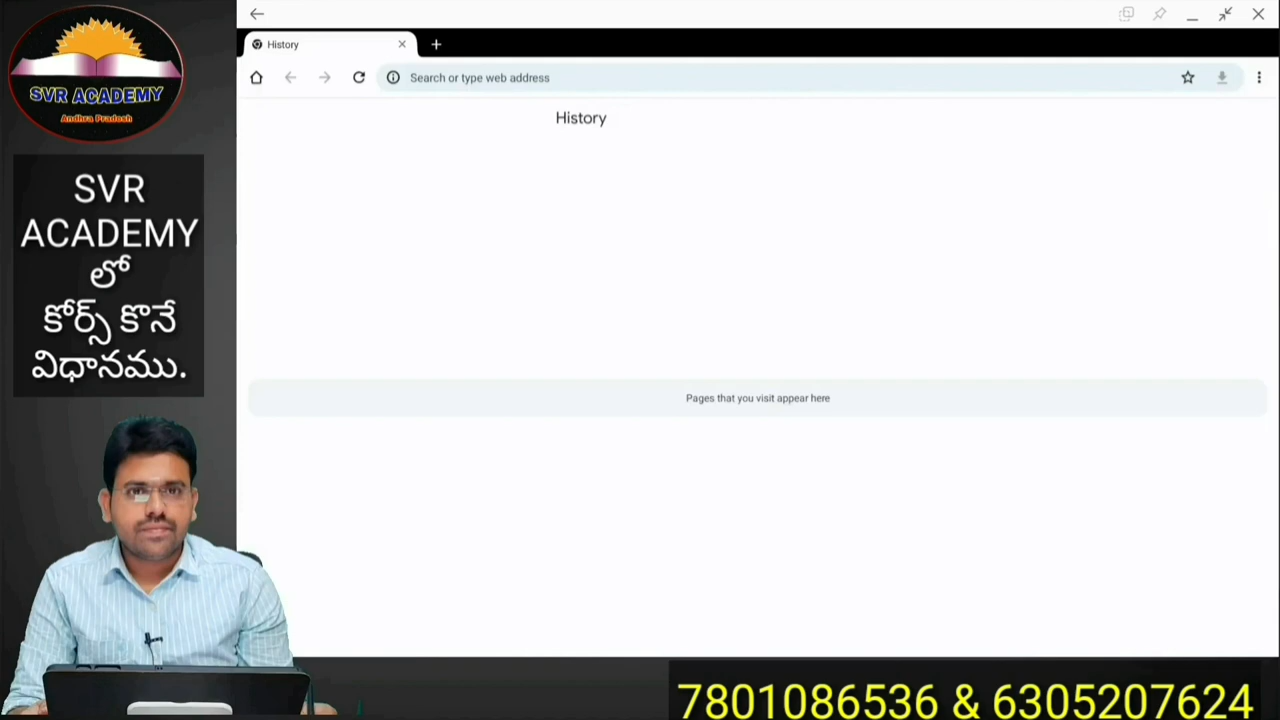 SVR ACADEMY
Andhra Pradesh
SVR
ACADEMY
లో
కోర్స్ కొనే
విధానము.
History
Search or type web address
History
Pages that you visit appear here
7801086536 & 6305207624